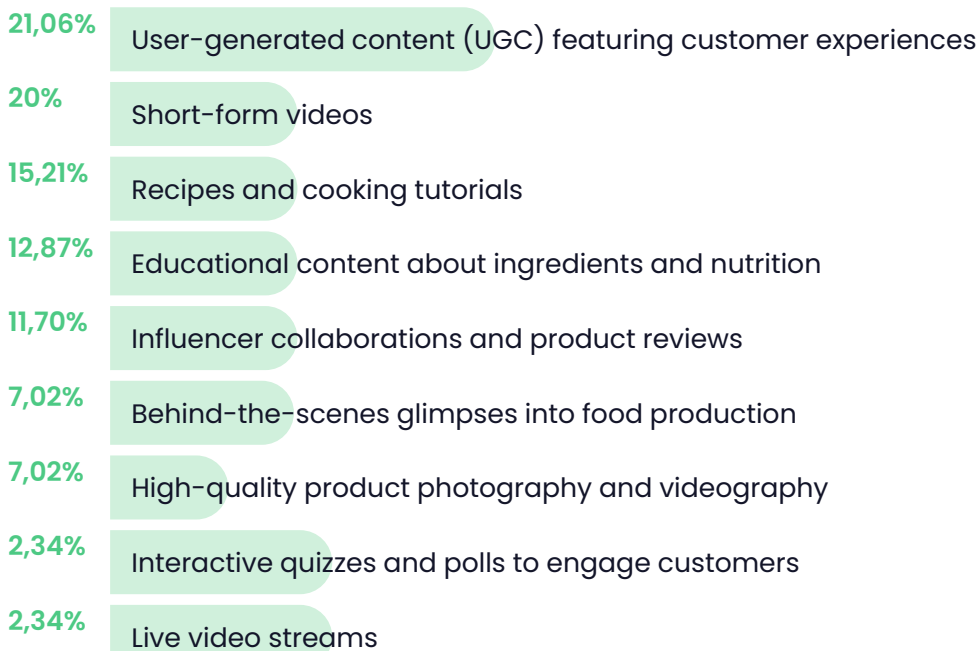 21,06% User-generated content (UGC) featuring customer experiences
20% Short-form videos
15,21% Recipes and cooking tutorials
12,87% Educational content about ingredients and nutrition
11,70% Influencer collaborations and product reviews
7,02% Behind-the-scenes glimpses into food production
7,02% High-quality product photography and videography
2,34% Interactive quizzes and polls to engage customers
2,34% Live video streams